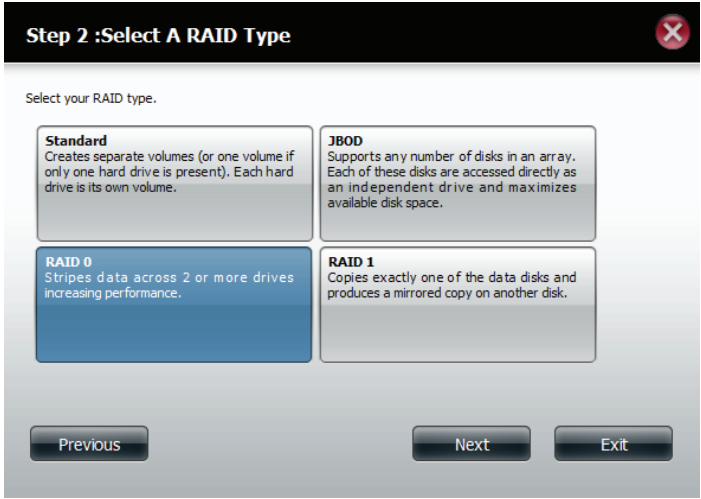 Step 2 :Select A RAID Type
Select your RAID type.
Standard
Creates separate volumes (or one volume if
only one hard drive is present). Each hard
drive is its own volume.
JBOD
Supports any number of disks in an array.
Each of these disks are accessed directly as
an independent drive and maximizes
available disk space.
RAID 0
Stripes data across 2 or more drives
increasing performance.
RAID 1
Copies exactly one of the data disks and
produces a mirrored copy on another disk.
Previous
Next
Exit